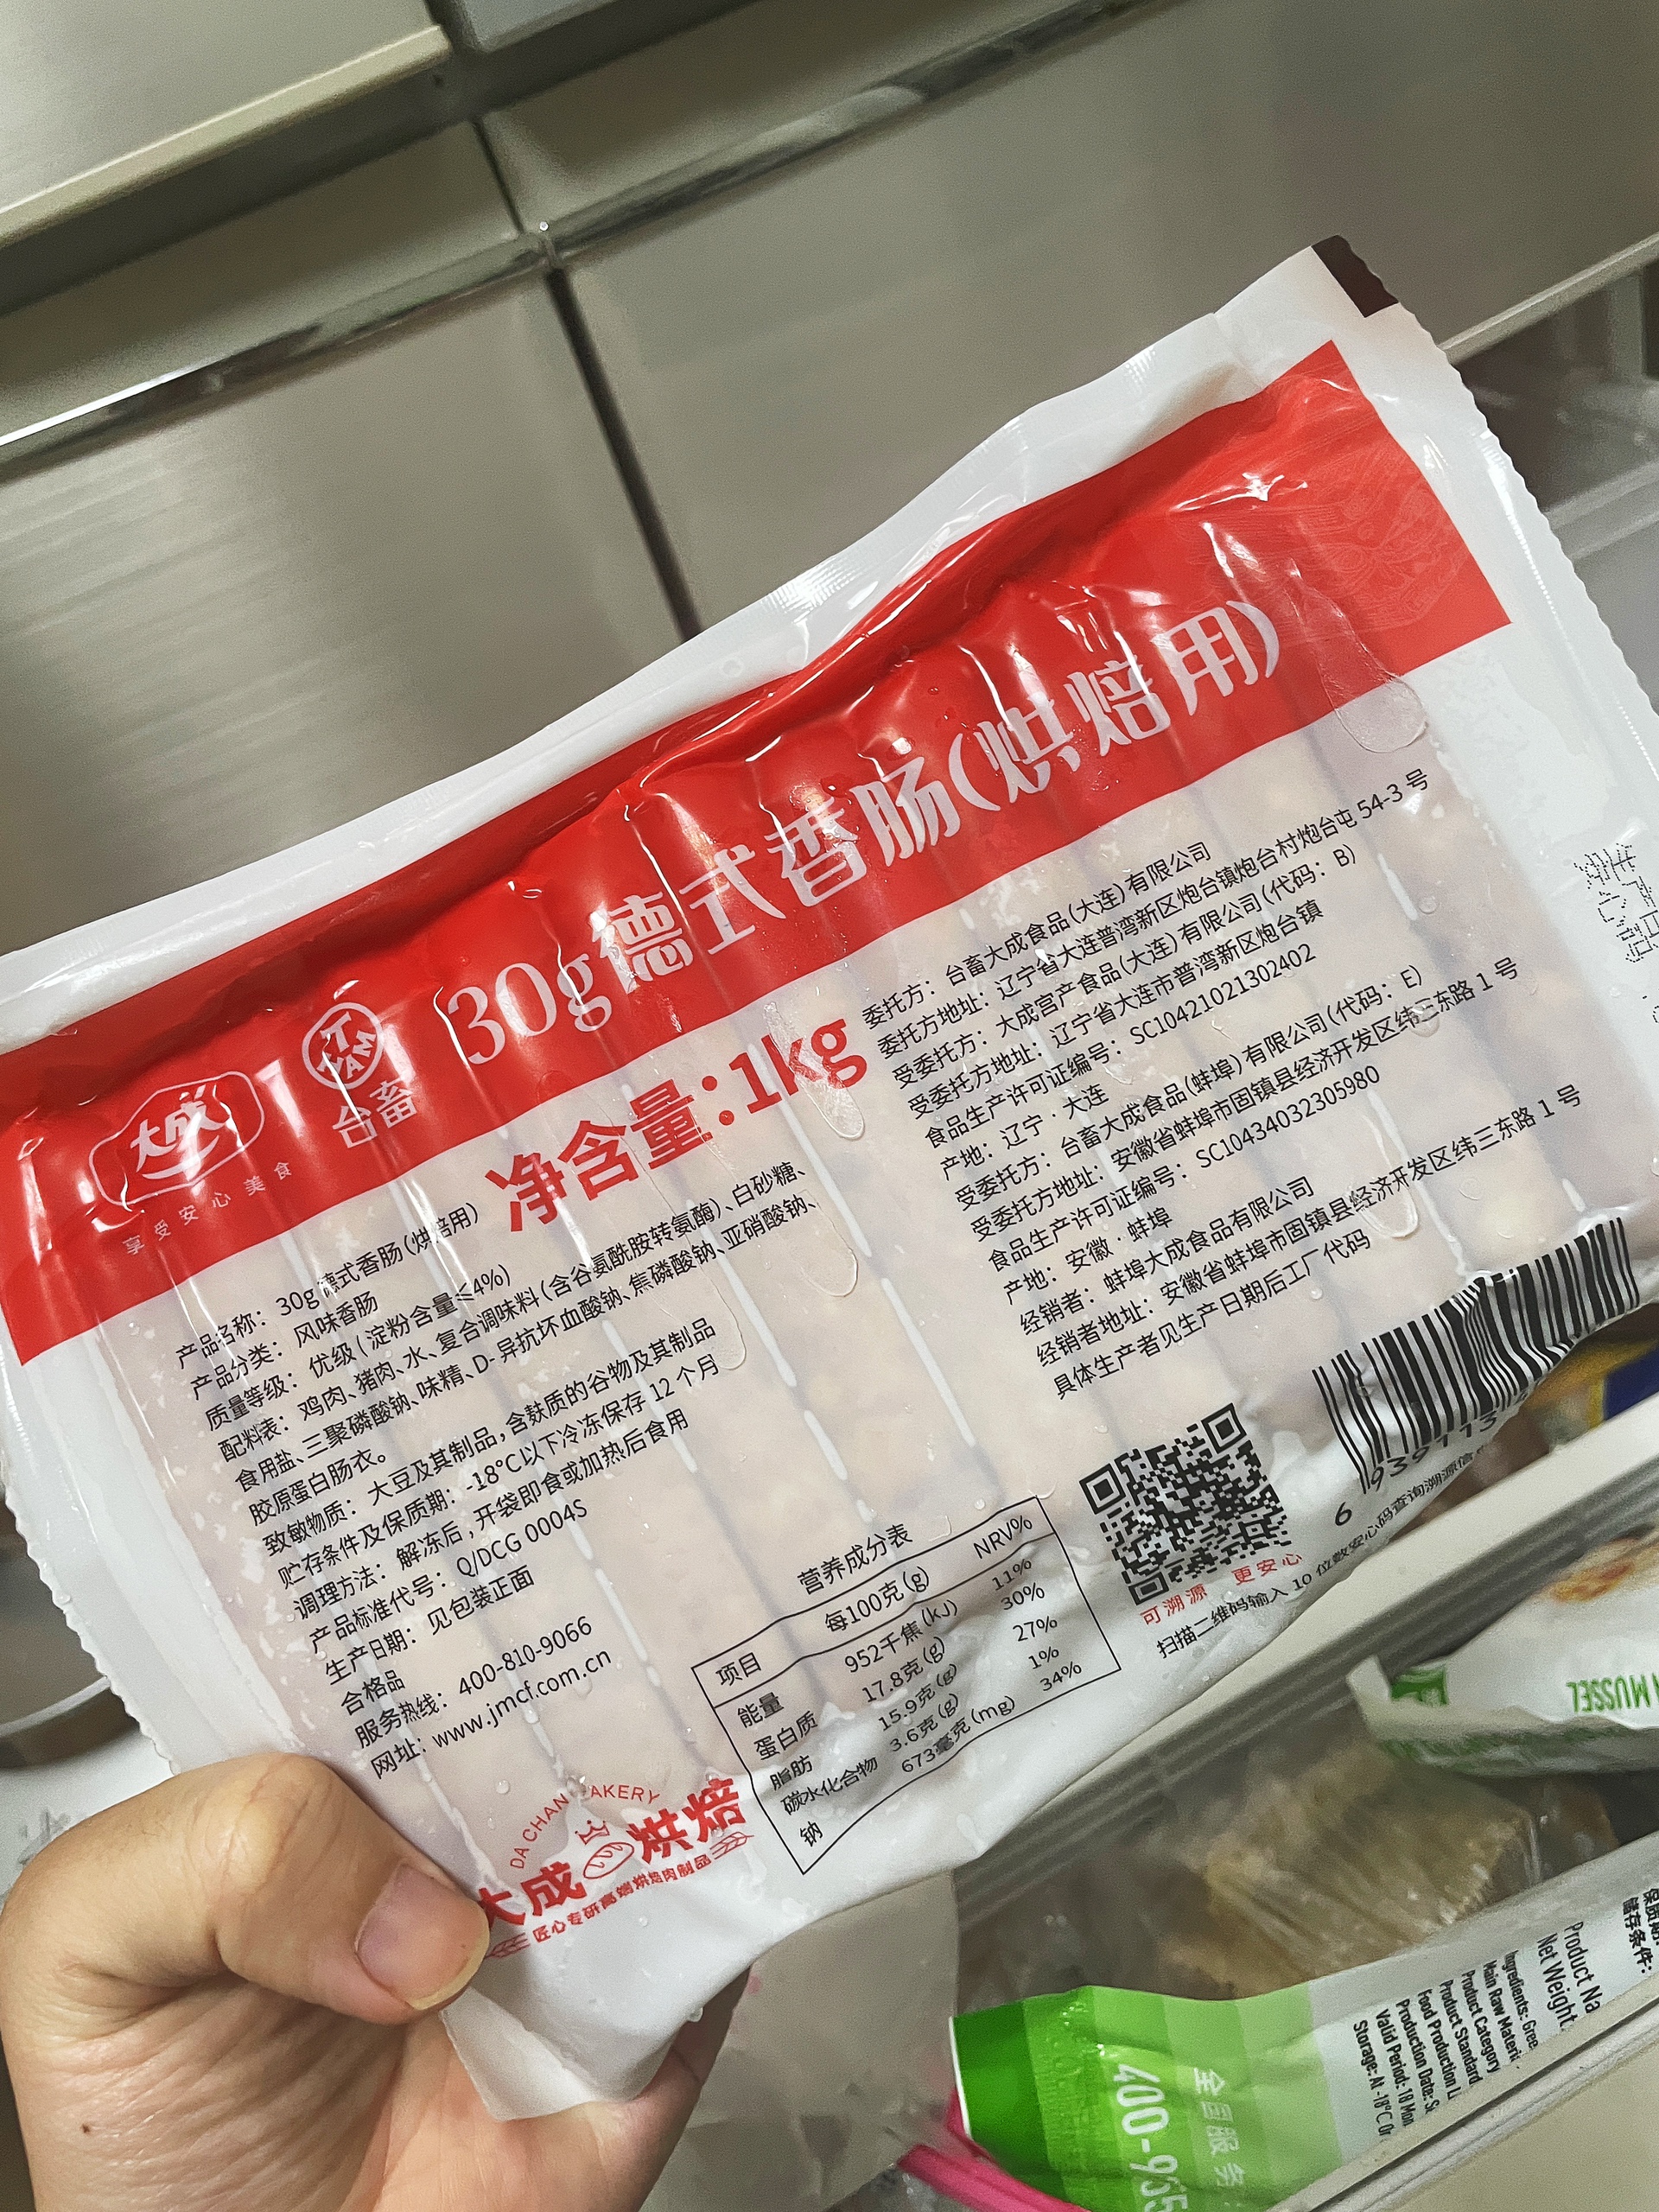 大成
享受安心美食
TAM
台畜
30g德式香肠(烘焙用)
净含量:1kg
产品名称：30g德式香肠(烘焙用)
产品分类：风味香肠
质量等级：优级(淀粉含量≤4%)
配料表：鸡肉、猪肉、水、复合调味料(含谷氨酰胺转氨酶)、白砂糖、
食用盐、三聚磷酸钠、味精、D-异抗坏血酸钠、焦磷酸钠、亚硝酸钠、
胶原蛋白肠衣。
致敏物质：大豆及其制品,含麸质的谷物及其制品
贮存条件及保质期：-18℃以下冷冻保存12个月
调理方法：解冻后,开袋即食或加热后食用
产品标准代号：Q/DCG 0004S
生产日期：见包装正面
合格品
服务热线：400-810-9066
网址：www.jmcf.com.cn
委托方：台畜大成食品(大连)有限公司
委托方地址：辽宁省大连普湾新区炮台镇炮台村炮台屯54-3号
受委托方：大成宫产食品(大连)有限公司(代码：B)
受委托方地址：辽宁省大连市普湾新区炮台镇
食品生产许可证编号：SC10421021302402
产地：辽宁·大连
受委托方：台畜大成食品(蚌埠)有限公司(代码：E)
受委托方地址：安徽省蚌埠市固镇县经济开发区纬三东路1号
食品生产许可证编号：SC10434032305980
产地：安徽·蚌埠
经销者：蚌埠大成食品有限公司
经销者地址：安徽省蚌埠市固镇县经济开发区纬三东路1号
具体生产者见生产日期后工厂代码
营养成分表
项目 每100克(g) NRV%
能量 952千焦(kJ) 11%
蛋白质 17.8克(g) 30%
脂肪 15.9克(g) 27%
碳水化合物 3.6克(g) 1%
钠 673毫克(mg) 34%
可溯源 更安心
扫描二维码输入10位数安心码查询溯源信
6 939113
DA CHAN BAKERY
大成烘焙
匠心专研高端烘焙肉制品
生产日
安心码
MUSSEL
全国服务
400-965
Product Na
Net Weight
Ingredients: Gree
Main Raw Materi
Product Category
Product Standard
Food Production L
Production Date: S
Valid Period: 18 Mon
Storage: At -18°C Or
储存条件：